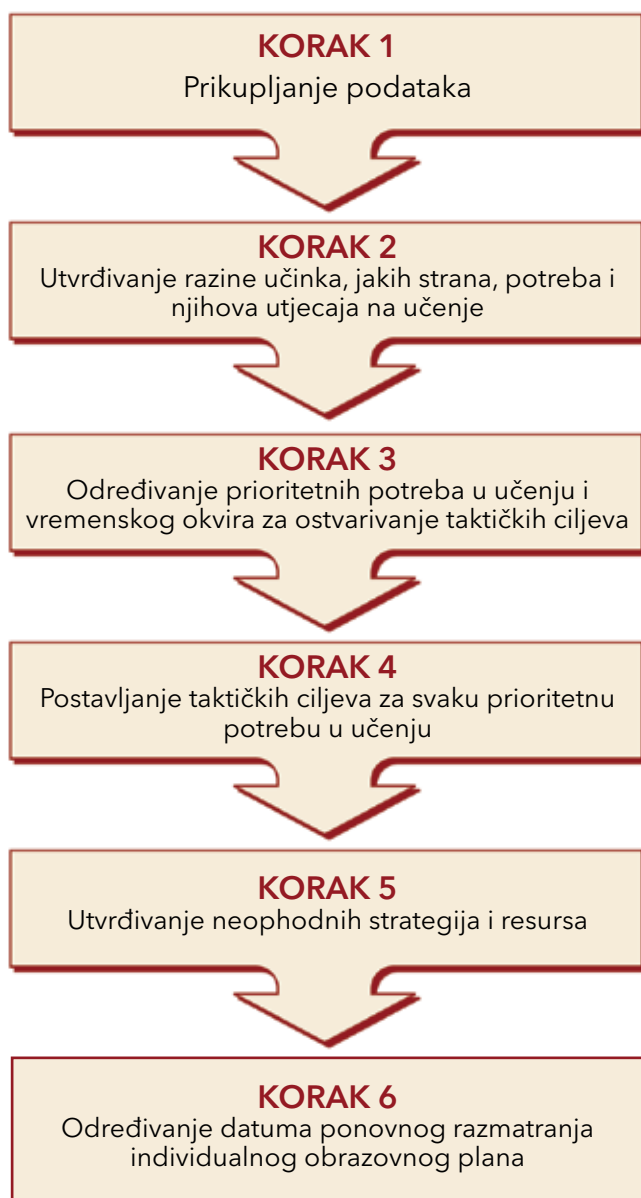 KORAK 1
Prikupljanje podataka
KORAK 2
Utvrđivanje razine učinka, jakih strana, potreba i
njihova utjecaja na učenje
KORAK 3
Određivanje prioritetnih potreba u učenju i
vremenskog okvira za ostvarivanje taktičkih ciljeva
KORAK 4
Postavljanje taktičkih ciljeva za svaku prioritetnu
potrebu u učenju
KORAK 5
Utvrđivanje neophodnih strategija i resursa
KORAK 6
Određivanje datuma ponovnog razmatranja
individualnog obrazovnog plana